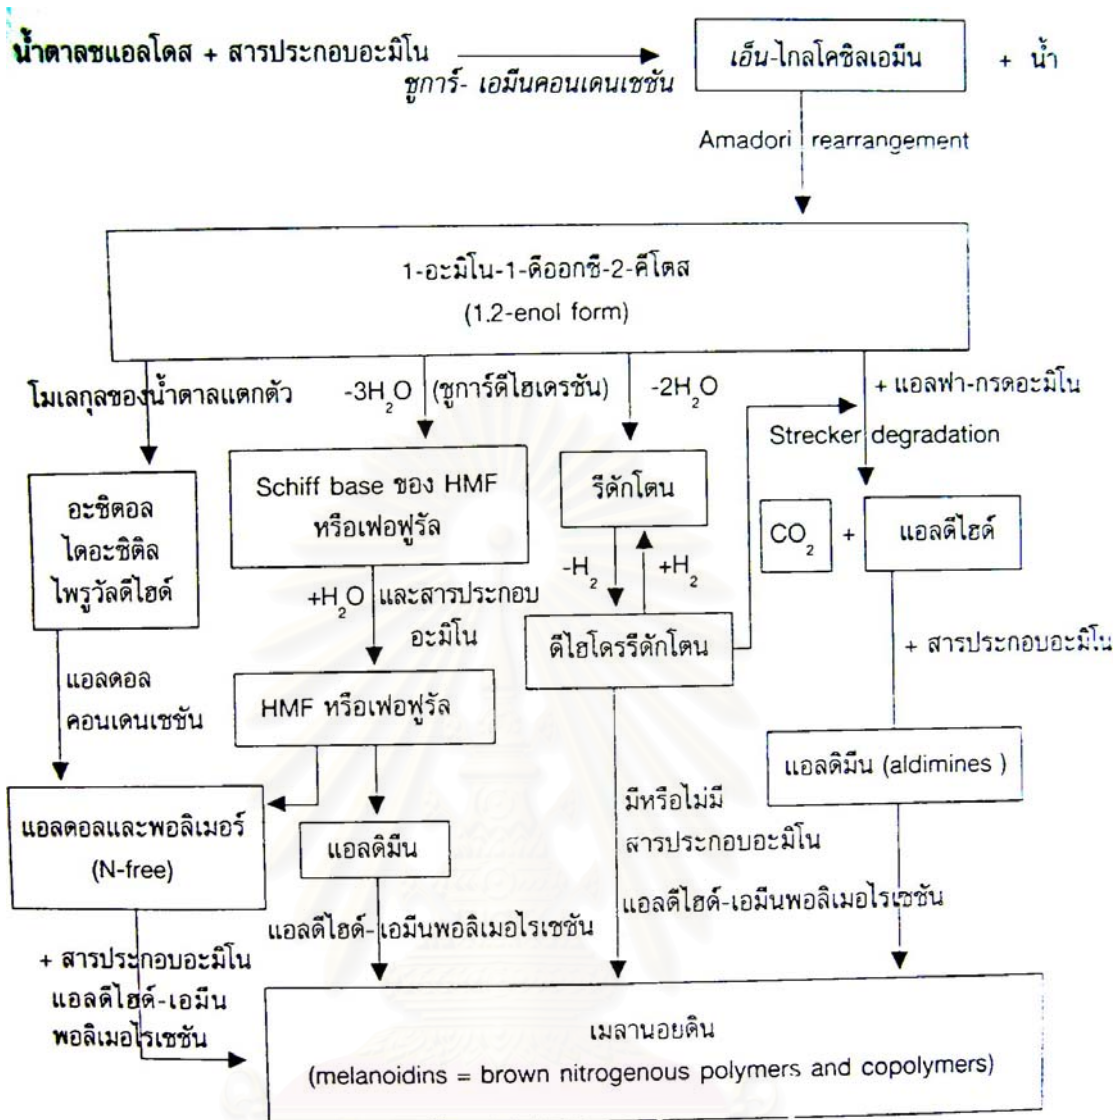 น้ำตาลชแอลโดส + สารประกอบอะมิโน
ชูการ์- เอมีนคอนเดนเซชัน
เอ็น-ไกลโคซิลเอมีน
+ น้ำ
Amadori rearrangement
1-อะมิโน-1-ดีออกซี-2-คีโตส
(1.2-enol form)
โมเลกุลของน้ำตาลแตกตัว
-3H₂O
(ชูการ์ดีไฮเดรชัน)
-2H₂O
+ แอลฟา-กรดอะมิโน
Strecker degradation
อะซิตอล
ไดอะซิติล
ไพรูวัลดีไฮด์
Schiff base ของ HMF
หรือเฟอฟูรัล
รีดักโตน
CO₂
+
แอลดีไฮด์
+H₂O และสารประกอบ
อะมิโน
-H₂
+H₂
ดีไฮโดรรีดักโตน
+ สารประกอบอะมิโน
แอลดอล
คอนเดนเซชัน
HMF หรือเฟอฟูรัล
แอลดิมีน (aldimines )
แอลดอลและพอลิเมอร์
(N-free)
แอลดิมีน
มีหรือไม่มี
สารประกอบอะมิโน
แอลดีไฮด์-เอมีนพอลิเมอไรเซชัน
แอลดีไฮด์-เอมีนพอลิเมอไรเซชัน
+ สารประกอบอะมิโน
แอลดีไฮด์-เอมีน
พอลิเมอไรเซชัน
เมลานอยดิน
(melanoidins = brown nitrogenous polymers and copolymers)